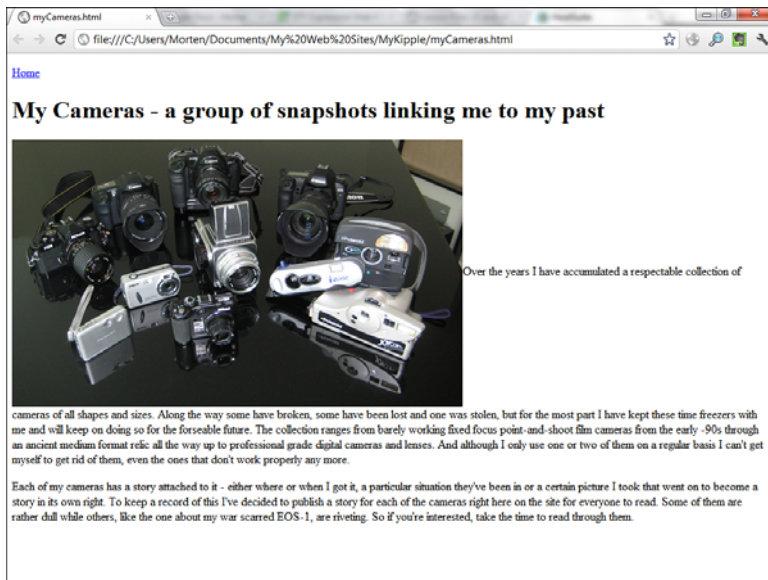 myCameras.html
file:///C:/Users/Morten/Documents/My%20Web%20Sites/MyKipple/myCameras.html
Home
My Cameras - a group of snapshots linking me to my past
Over the years I have accumulated a respectable collection of
cameras of all shapes and sizes. Along the way some have broken, some have been lost and one was stolen, but for the most part I have kept these time freezers with
me and will keep on doing so for the forseable future. The collection ranges from barely working fixed focus point-and-shoot film cameras from the early -90s through
an ancient medium format relic all the way up to professional grade digital cameras and lenses. And although I only use one or two of them on a regular basis I can't get
myself to get rid of them, even the ones that don't work properly any more.
Each of my cameras has a story attached to it - either where or when I got it, a particular situation they've been in or a certain picture I took that went on to become a
story in its own right. To keep a record of this I've decided to publish a story for each of the cameras right here on the site for everyone to read. Some of them are
rather dull while others, like the one about my war scarred EOS-1, are riveting. So if you're interested, take the time to read through them.